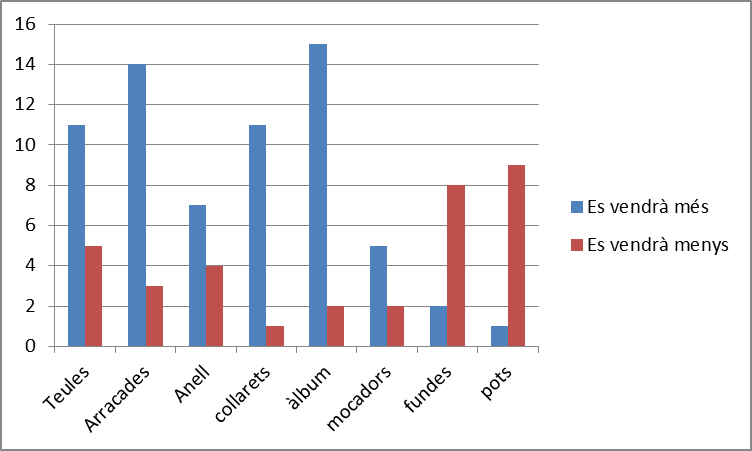 16
14
12
10
8
6
4
2
0
Teules
Arracades
Anell
collarets
àlbum
mocadors
fundes
pots
Es vendrà més
Es vendrà menys